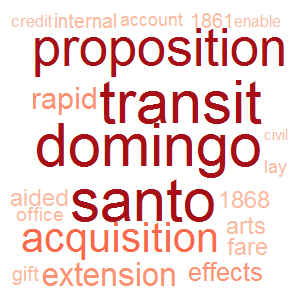 credit internal account 1861 enable
proposition
rapid transit
domingo civil
lay
aided santo 1868
office arts
acquisition fare
gift extension effects